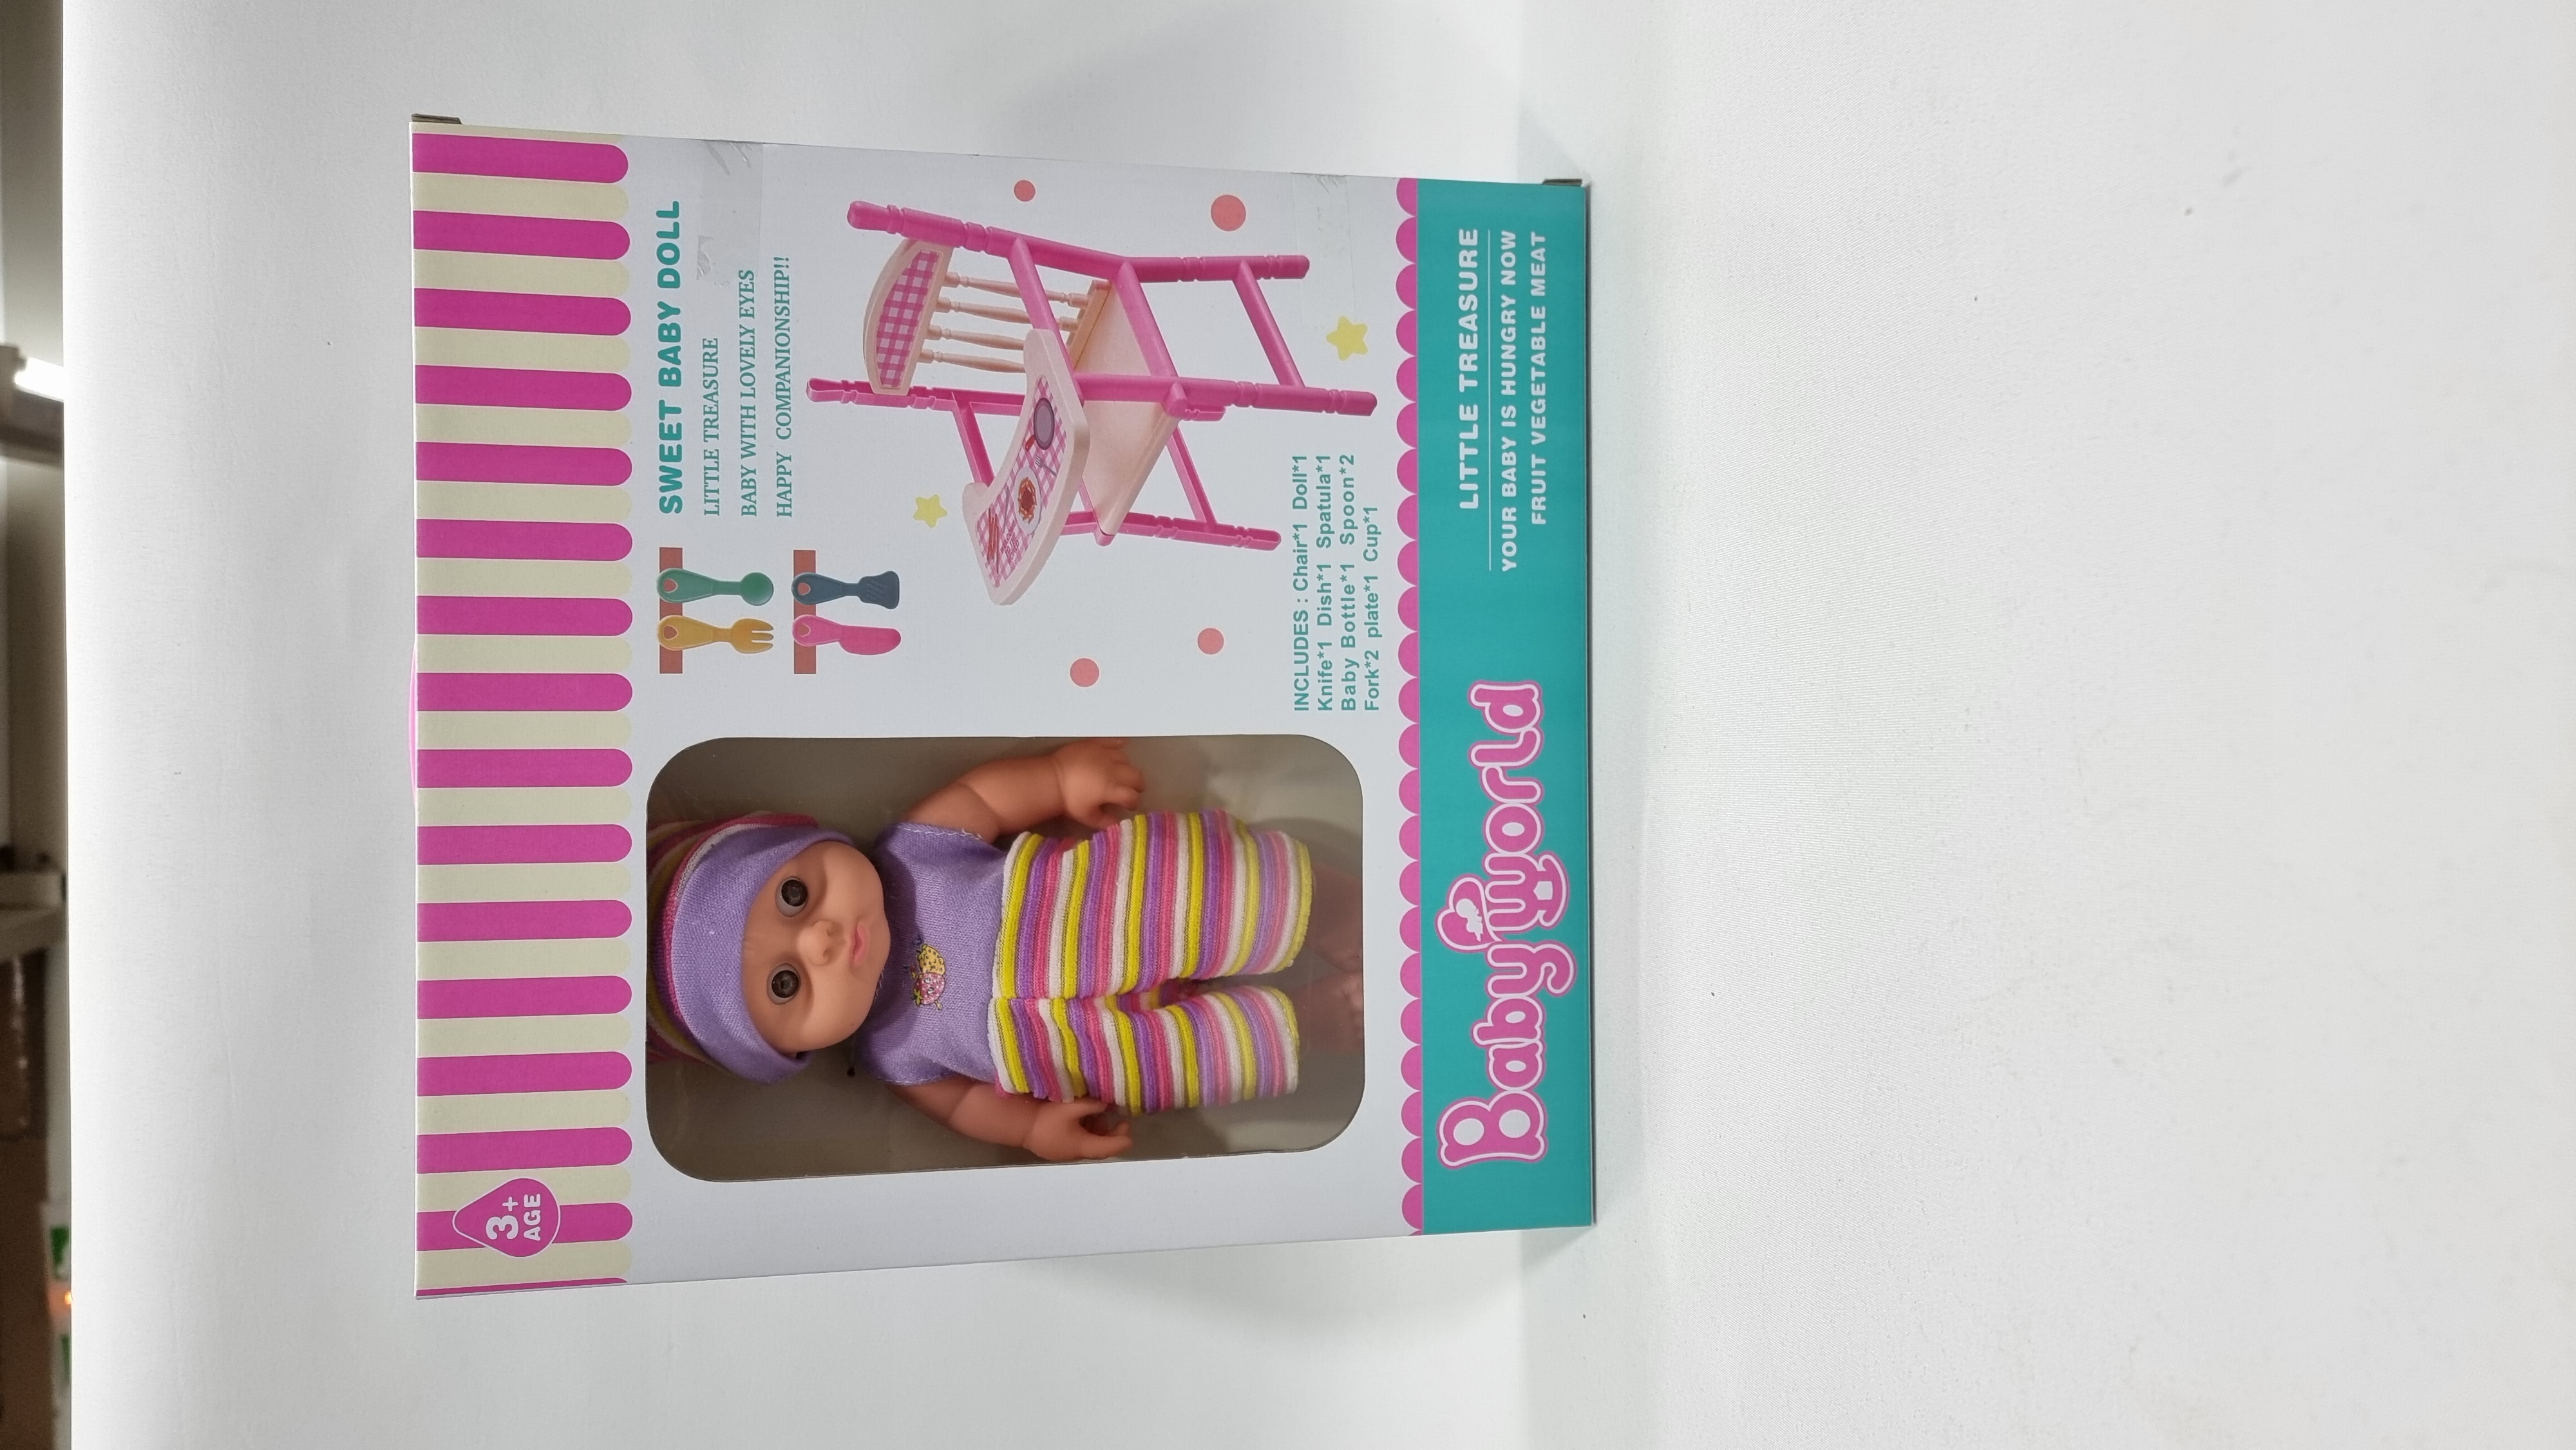 3+
AGE
SWEET BABY DOLL
LITTLE TREASURE
BABY WITH LOVELY EYES
HAPPY COMPANIONSHIP!!
INCLUDES : Chair*1 Doll*1
Knife*1 Dish*1 Spatula*1
Baby Bottle*1 Spoon*2
Fork*2 plate*1 Cup*1
Baby world
LITTLE TREASURE
YOUR BABY IS HUNGRY NOW
FRUIT VEGETABLE MEAT